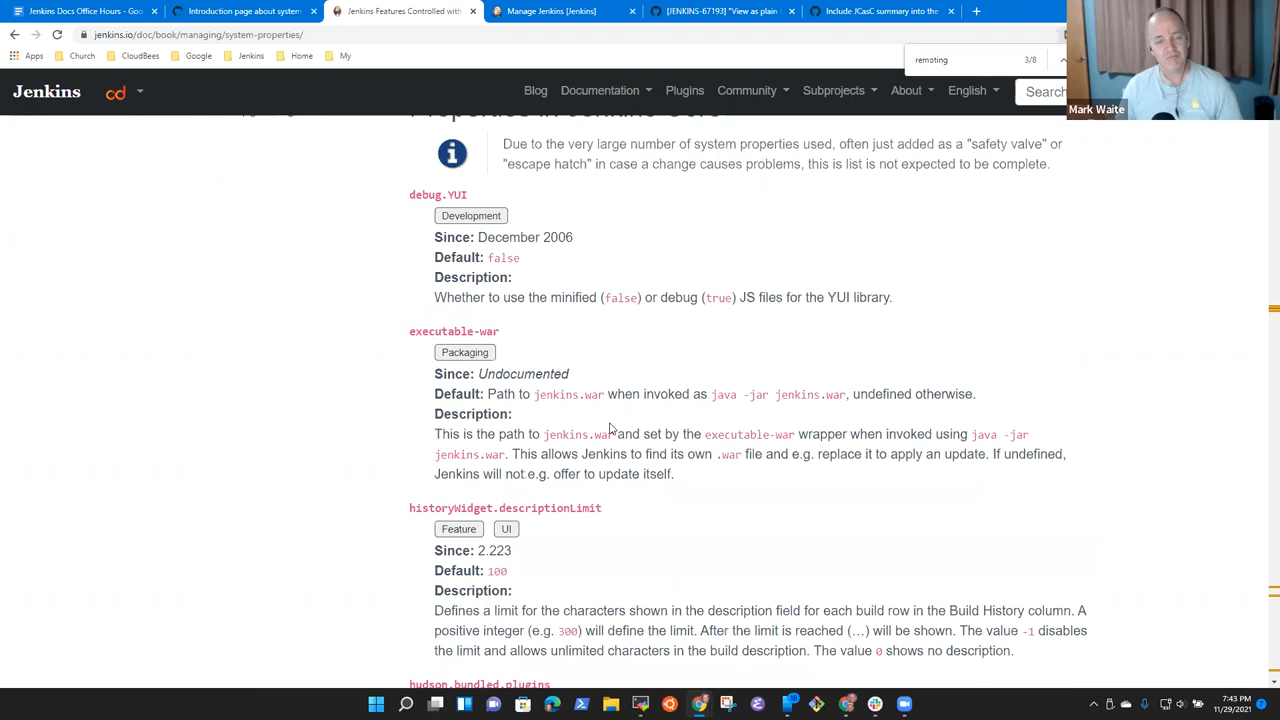 Jenkins Docs Office Hours - Goo
Introduction page about system
Jenkins Features Controlled with
Manage Jenkins [Jenkins]
[JENKINS-67193] "View as plain
Include JCasC summary into the
jenkins.io/doc/book/managing/system-properties/
Apps
Church
CloudBees
Google
Jenkins
Home
My
remoting
3/8
Mark Waite
Jenkins
cd
Blog
Documentation
Plugins
Community
Subprojects
About
English
Search
Properties in Jenkins Core
Due to the very large number of system properties used, often just added as a "safety valve" or
"escape hatch" in case a change causes problems, this is list is not expected to be complete.
debug.YUI
Development
Since: December 2006
Default: false
Description:
Whether to use the minified (false) or debug (true) JS files for the YUI library.
executable-war
Packaging
Since: Undocumented
Default: Path to jenkins.war when invoked as java -jar jenkins.war, undefined otherwise.
Description:
This is the path to jenkins.war and set by the executable-war wrapper when invoked using java -jar
jenkins.war. This allows Jenkins to find its own .war file and e.g. replace it to apply an update. If undefined,
Jenkins will not e.g. offer to update itself.
historyWidget.descriptionLimit
Feature
UI
Since: 2.223
Default: 100
Description:
Defines a limit for the characters shown in the description field for each build row in the Build History column. A
positive integer (e.g. 300) will define the limit. After the limit is reached (…) will be shown. The value -1 disables
the limit and allows unlimited characters in the build description. The value 0 shows no description.
hudson.bundled.plugins
7:43 PM
11/29/2021